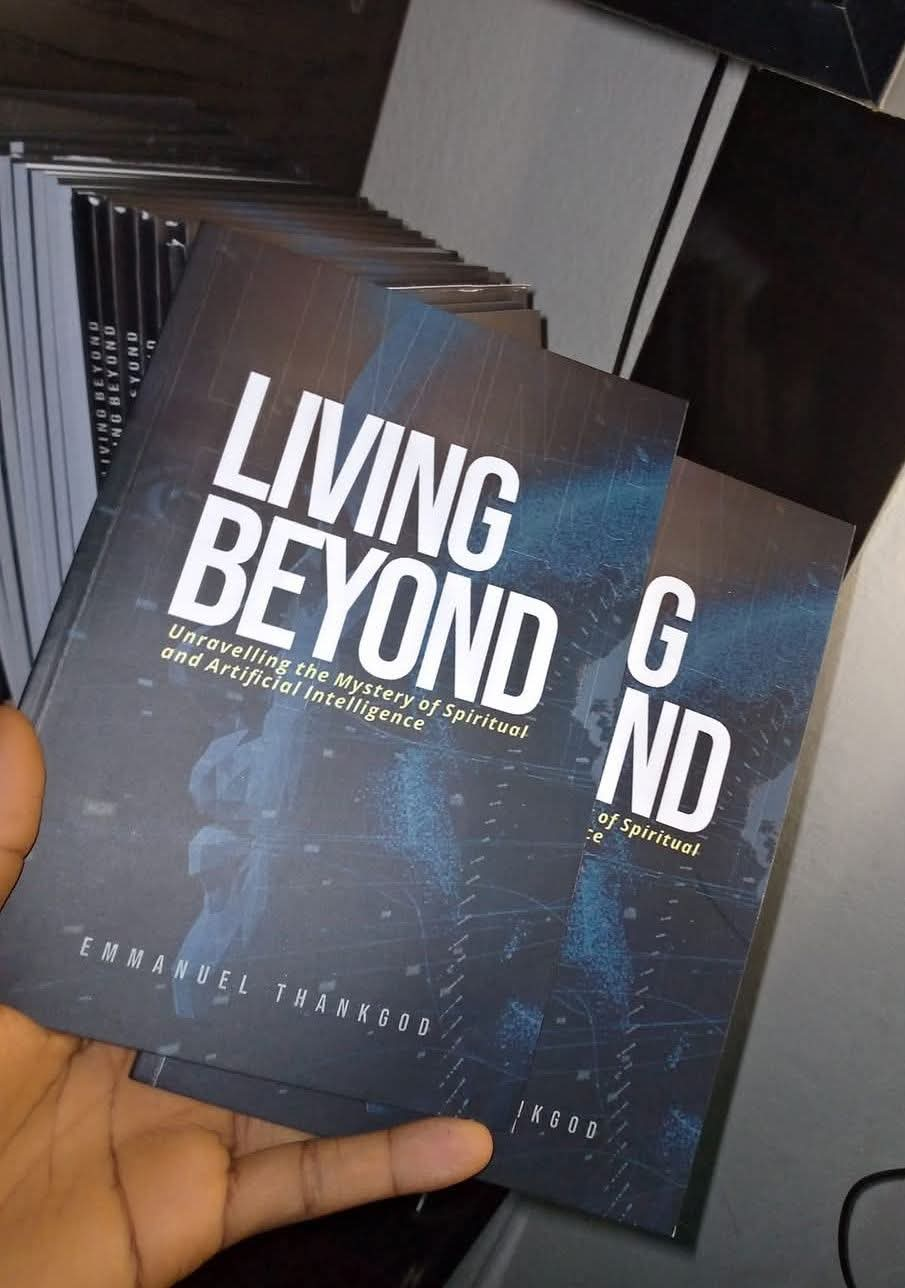 LIVING
BEYOND
Unravelling the Mystery of Spiritual
and Artificial Intelligence
EMMANUEL THANKGOD
G
ND
of Spiritual
ce
KGOD
LIVING BEYOND
NG BEYOND